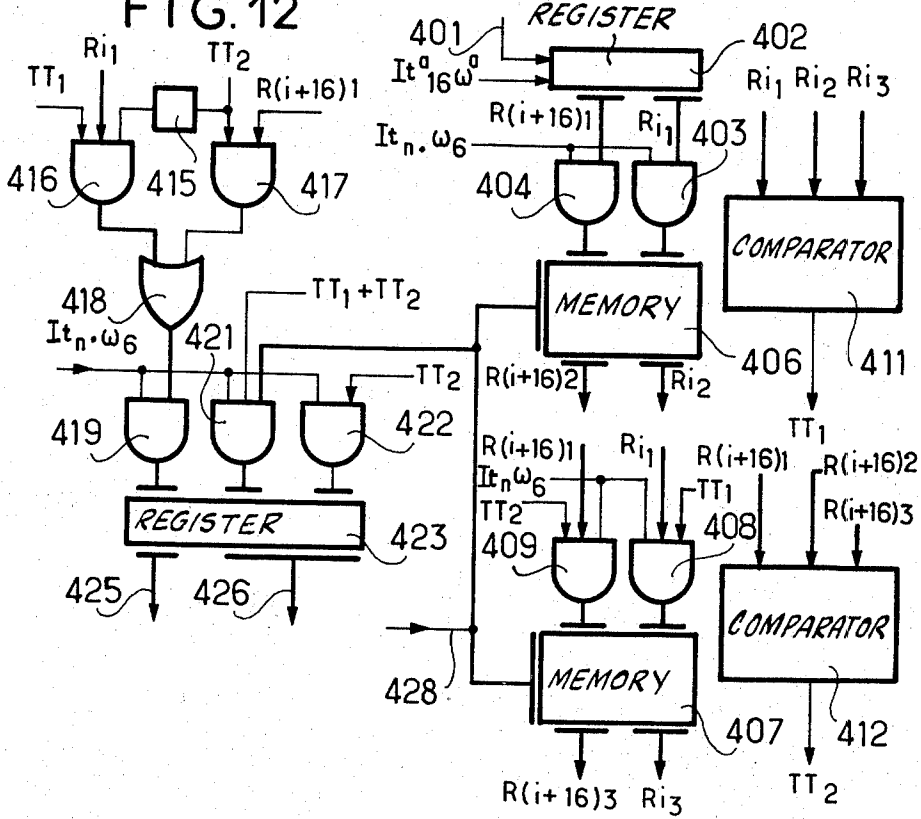 FIG.12
REGISTER
401
402
It^a_16 ω^a
Ri1
TT1
TT2
R(i+16)1
Ri1 Ri2 Ri3
R(i+16)1
Ri1
Itn.ω6
403
404
416
415
417
COMPARATOR
418
TT1+TT2
MEMORY
Itn.ω6
421
406
411
TT2
R(i+16)2
Ri2
419
422
TT1
R(i+16)1
Ri1
R(i+16)1
R(i+16)2
Itnω6
TT2
TT1
R(i+16)3
REGISTER
423
409
408
425
426
COMPARATOR
428
MEMORY
407
412
R(i+16)3
Ri3
TT2